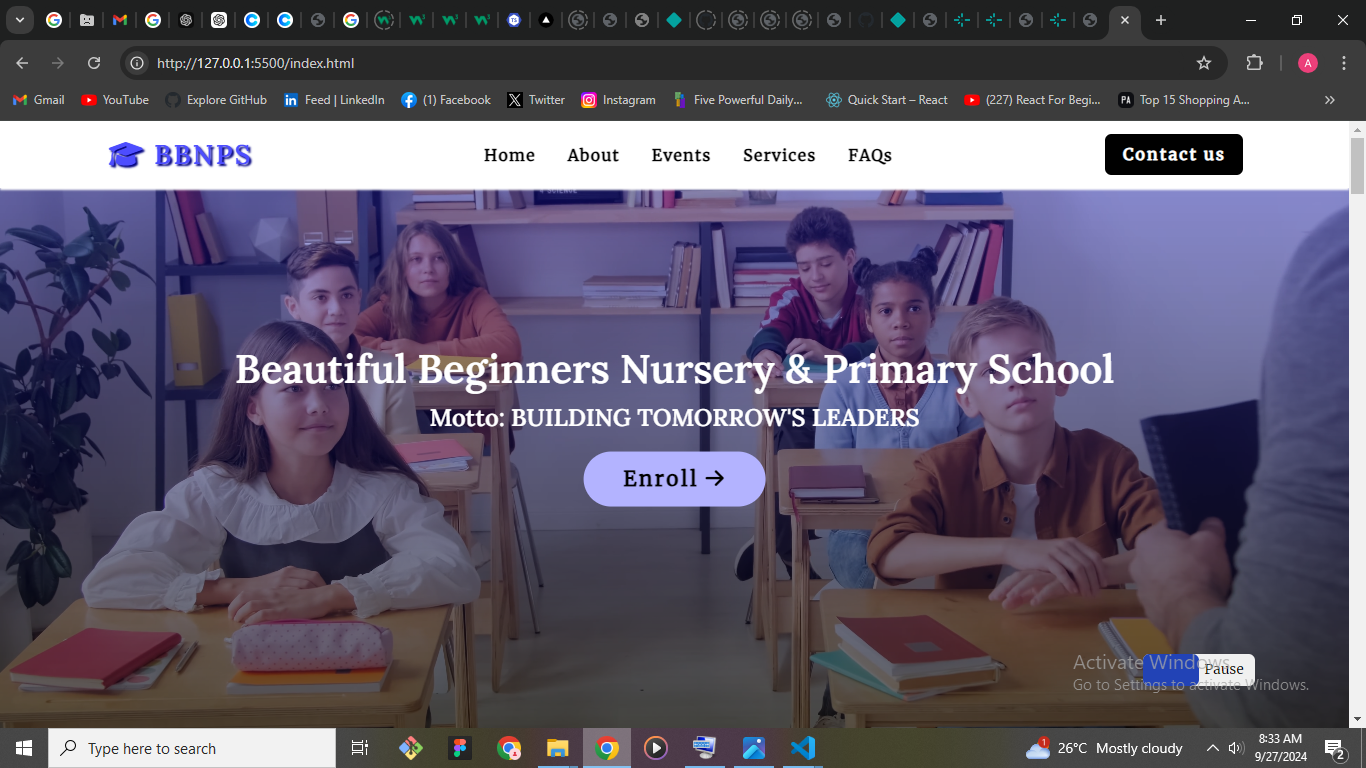 http://127.0.0.1:5500/index.html
A
Gmail YouTube Explore GitHub Feed | LinkedIn (1) Facebook Twitter Instagram Five Powerful Daily... Quick Start – React (227) React For Begi... PA Top 15 Shopping A... »
BBNPS Home About Events Services FAQs Contact us
Beautiful Beginners Nursery & Primary School
Motto: BUILDING TOMORROW'S LEADERS
Enroll →
Activate Windows
Pause
Go to Settings to activate Windows.
Type here to search
1 26°C Mostly cloudy
8:33 AM
9/27/2024
2